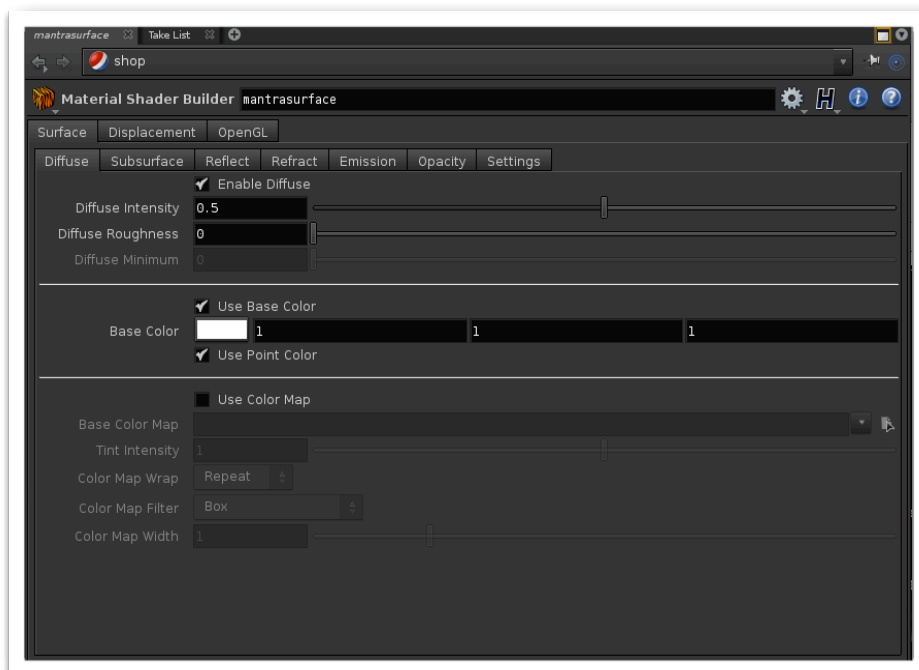 mantrasurface Take List
shop
Material Shader Builder mantrasurface
Surface Displacement OpenGL
Diffuse Subsurface Reflect Refract Emission Opacity Settings
Enable Diffuse
Diffuse Intensity 0.5
Diffuse Roughness 0
Diffuse Minimum 0
Use Base Color
Base Color 1 1 1
Use Point Color
Use Color Map
Base Color Map
Tint Intensity 1
Color Map Wrap Repeat
Color Map Filter Box
Color Map Width 1